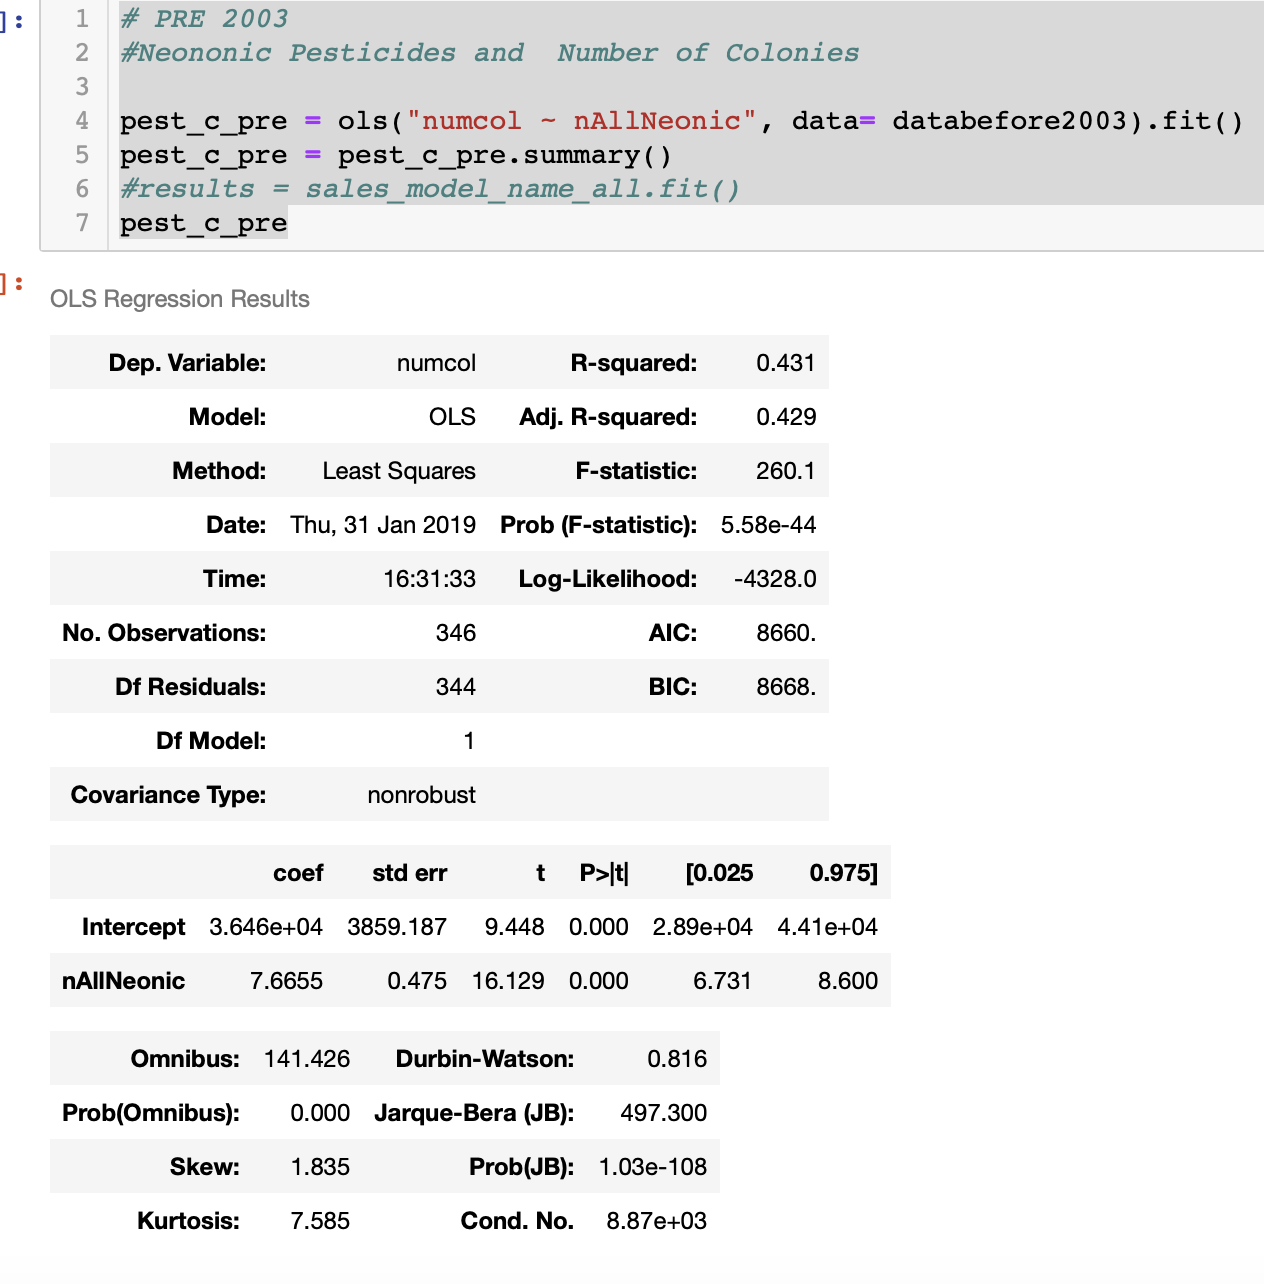 ]:
1 # PRE 2003
2 #Neononic Pesticides and  Number of Colonies
3
4 pest_c_pre = ols("numcol ~ nAllNeonic", data= databefore2003).fit()
5 pest_c_pre = pest_c_pre.summary()
6 #results = sales_model_name_all.fit()
7 pest_c_pre
]:
OLS Regression Results
Dep. Variable: numcol R-squared: 0.431
Model: OLS Adj. R-squared: 0.429
Method: Least Squares F-statistic: 260.1
Date: Thu, 31 Jan 2019 Prob (F-statistic): 5.58e-44
Time: 16:31:33 Log-Likelihood: -4328.0
No. Observations: 346 AIC: 8660.
Df Residuals: 344 BIC: 8668.
Df Model: 1
Covariance Type: nonrobust
coef std err t P>|t| [0.025 0.975]
Intercept 3.646e+04 3859.187 9.448 0.000 2.89e+04 4.41e+04
nAllNeonic 7.6655 0.475 16.129 0.000 6.731 8.600
Omnibus: 141.426 Durbin-Watson: 0.816
Prob(Omnibus): 0.000 Jarque-Bera (JB): 497.300
Skew: 1.835 Prob(JB): 1.03e-108
Kurtosis: 7.585 Cond. No. 8.87e+03